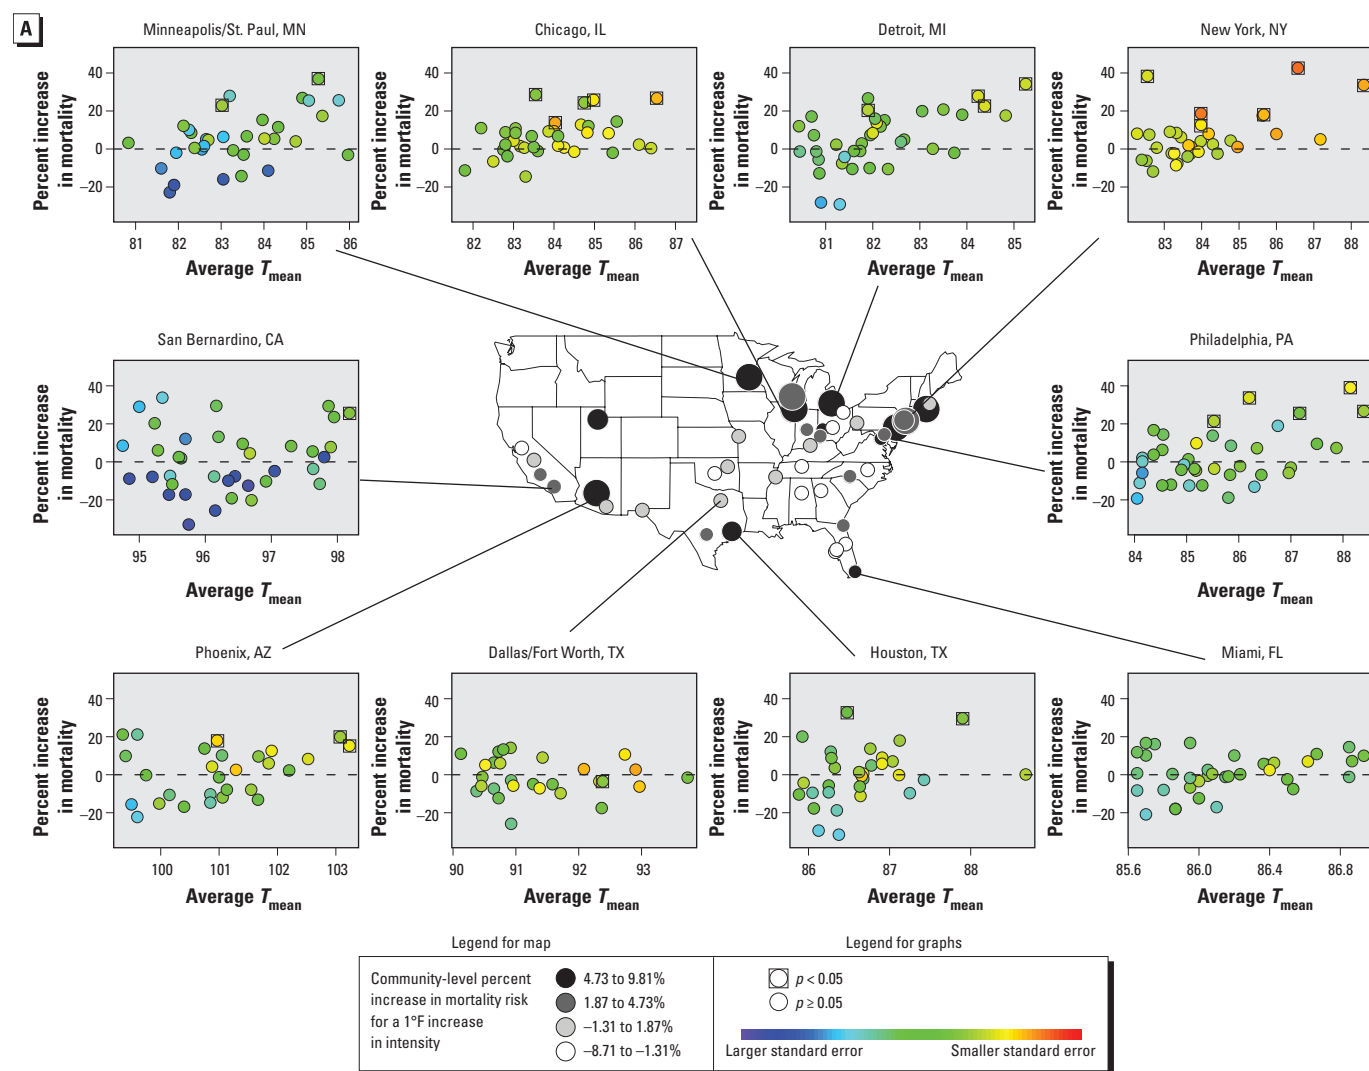 A
Minneapolis/St. Paul, MN
Percent increase
in mortality
40
20
0
−20
81 82 83 84 85 86
Average Tmean
Chicago, IL
Percent increase
in mortality
40
20
0
−20
82 83 84 85 86 87
Average Tmean
Detroit, MI
Percent increase
in mortality
40
20
0
−20
81 82 83 84 85
Average Tmean
New York, NY
Percent increase
in mortality
40
20
0
−20
83 84 85 86 87 88
Average Tmean
San Bernardino, CA
Percent increase
in mortality
40
20
0
−20
95 96 97 98
Average Tmean
Philadelphia, PA
Percent increase
in mortality
40
20
0
−20
84 85 86 87 88
Average Tmean
Phoenix, AZ
Percent increase
in mortality
40
20
0
−20
100 101 102 103
Average Tmean
Dallas/Fort Worth, TX
Percent increase
in mortality
40
20
0
−20
90 91 92 93
Average Tmean
Houston, TX
Percent increase
in mortality
40
20
0
−20
86 87 88
Average Tmean
Miami, FL
Percent increase
in mortality
40
20
0
−20
85.6 86.0 86.4 86.8
Average Tmean
Legend for map
Community-level percent
increase in mortality risk
for a 1°F increase
in intensity
4.73 to 9.81%
1.87 to 4.73%
−1.31 to 1.87%
−8.71 to −1.31%
Legend for graphs
p < 0.05
p ≥ 0.05
Larger standard error Smaller standard error